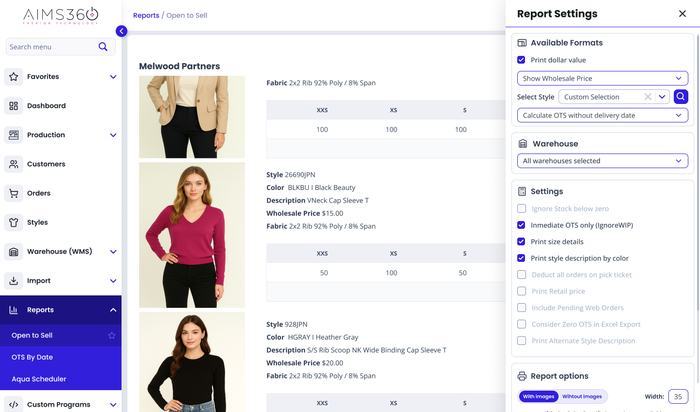 AIMS360
FASHION TECHNOLOGY
Search menu
Favorites
Dashboard
Production
Customers
Orders
Styles
Warehouse (WMS)
Import
Reports
Open to Sell
OTS By Date
Aqua Scheduler
Custom Programs
Reports / Open to Sell
Melwood Partners
Fabric 2x2 Rib 92% Poly / 8% Span
XXS XS S
100 100 100
Style 26690JPN
Color BLKBU I Black Beauty
Description VNeck Cap Sleeve T
Wholesale Price $15.00
Fabric 2x2 Rib 92% Poly / 8% Span
XXS XS S
50 100 50
Style 928JPN
Color HGRAY I Heather Gray
Description S/S Rib Scoop NK Wide Binding Cap Sleeve T
Wholesale Price $20.00
Fabric 2x2 Rib 92% Poly / 8% Span
XXS XS S
Report Settings
Available Formats
Print dollar value
Show Wholesale Price
Select Style Custom Selection
Calculate OTS without delivery date
Warehouse
All warehouses selected
Settings
Ignore Stock below zero
Inmediate OTS only (IgnoreWIP)
Print size details
Print style description by color
Deduct all orders on pick ticket
Print Retail price
Include Pending Web Orders
Consider Zero OTS in Excel Export
Print Alternate Style Description
Report options
With images Without images Width: 35